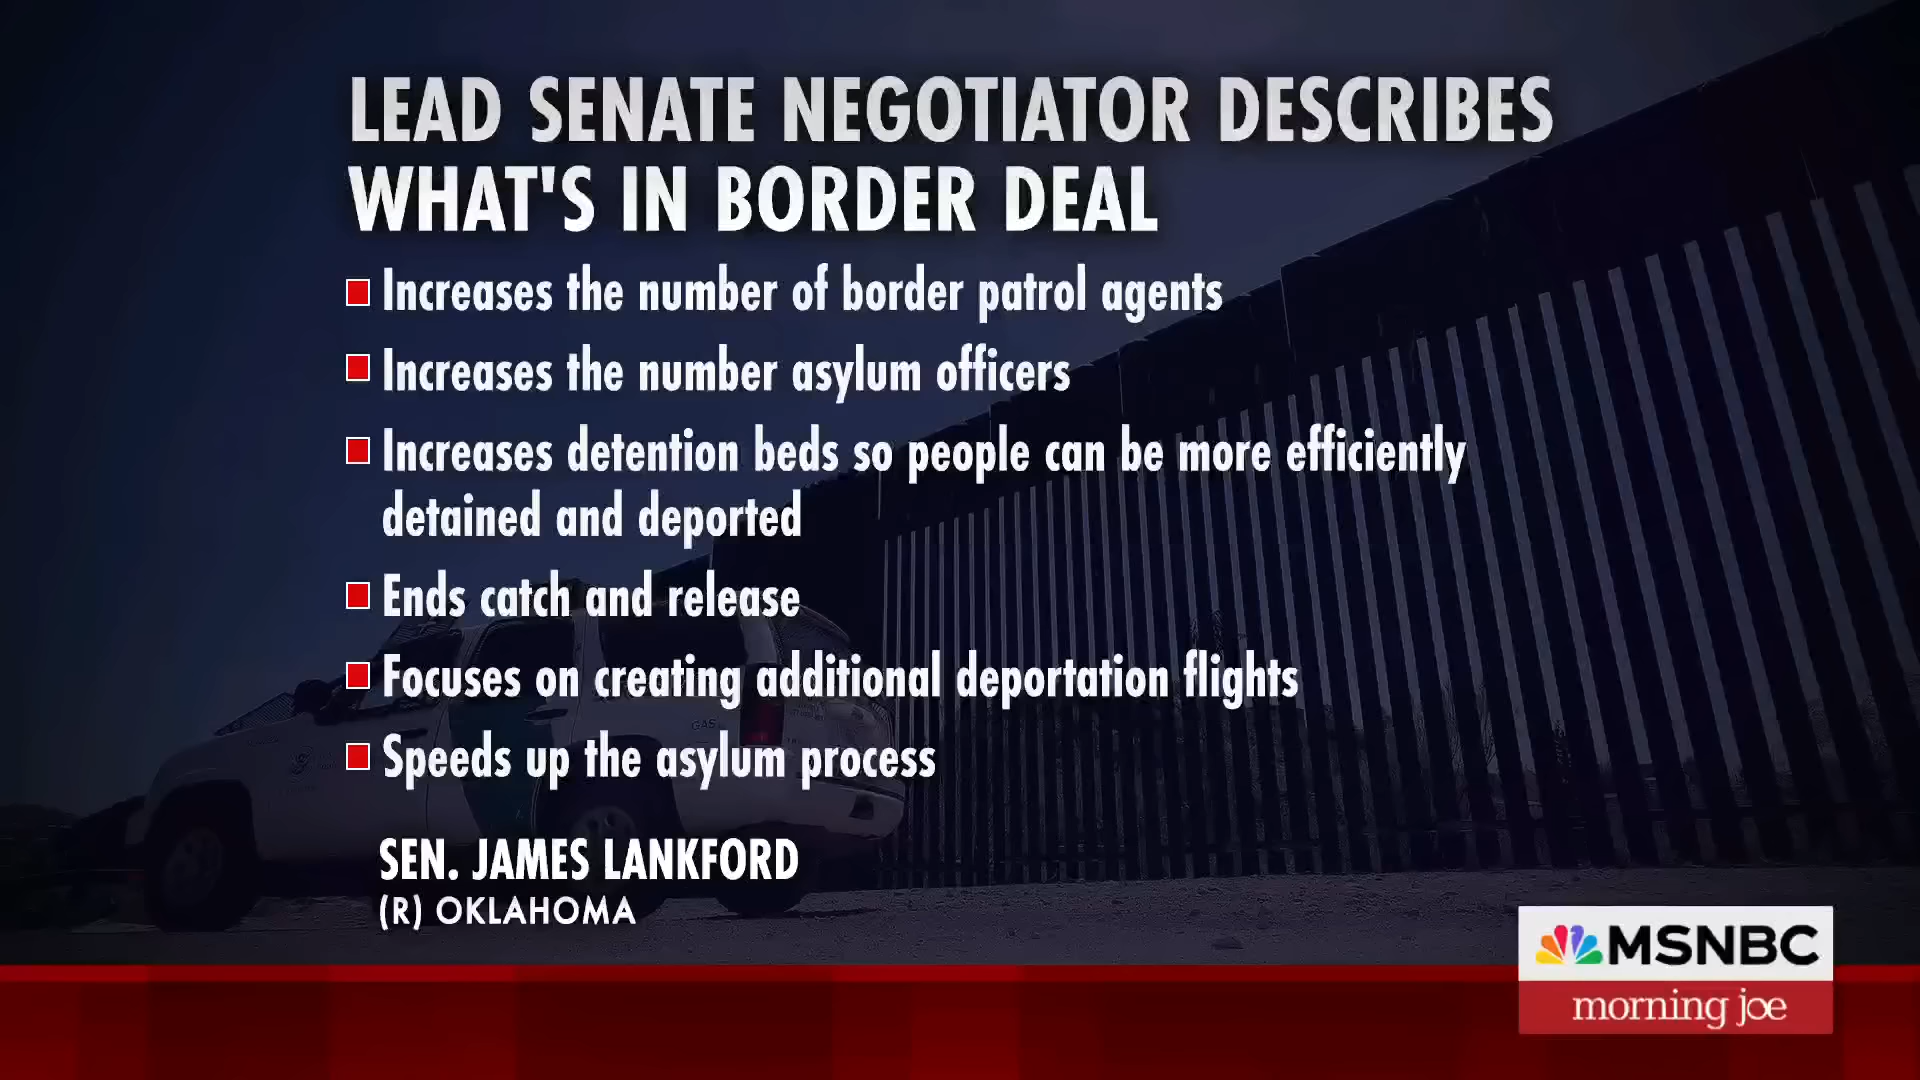 LEAD SENATE NEGOTIATOR DESCRIBES
WHAT'S IN BORDER DEAL
Increases the number of border patrol agents
Increases the number asylum officers
Increases detention beds so people can be more efficiently
detained and deported
Ends catch and release
Focuses on creating additional deportation flights
Speeds up the asylum process
GAS
SEN. JAMES LANKFORD
(R) OKLAHOMA
MSNBC
morning joe